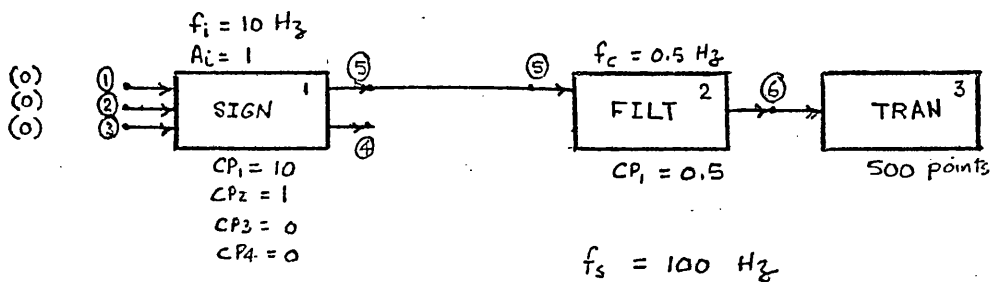 fi = 10 Hz
Ai = 1
(0) ① SIGN 1 ⑤ ⑤
(0) ②
(0) ③ ④
CP1 = 10
CP2 = 1
CP3 = 0
CP4 = 0
fc = 0.5 Hz
FILT 2 ⑥
CP1 = 0.5
TRAN 3
500 points
fs = 100 Hz